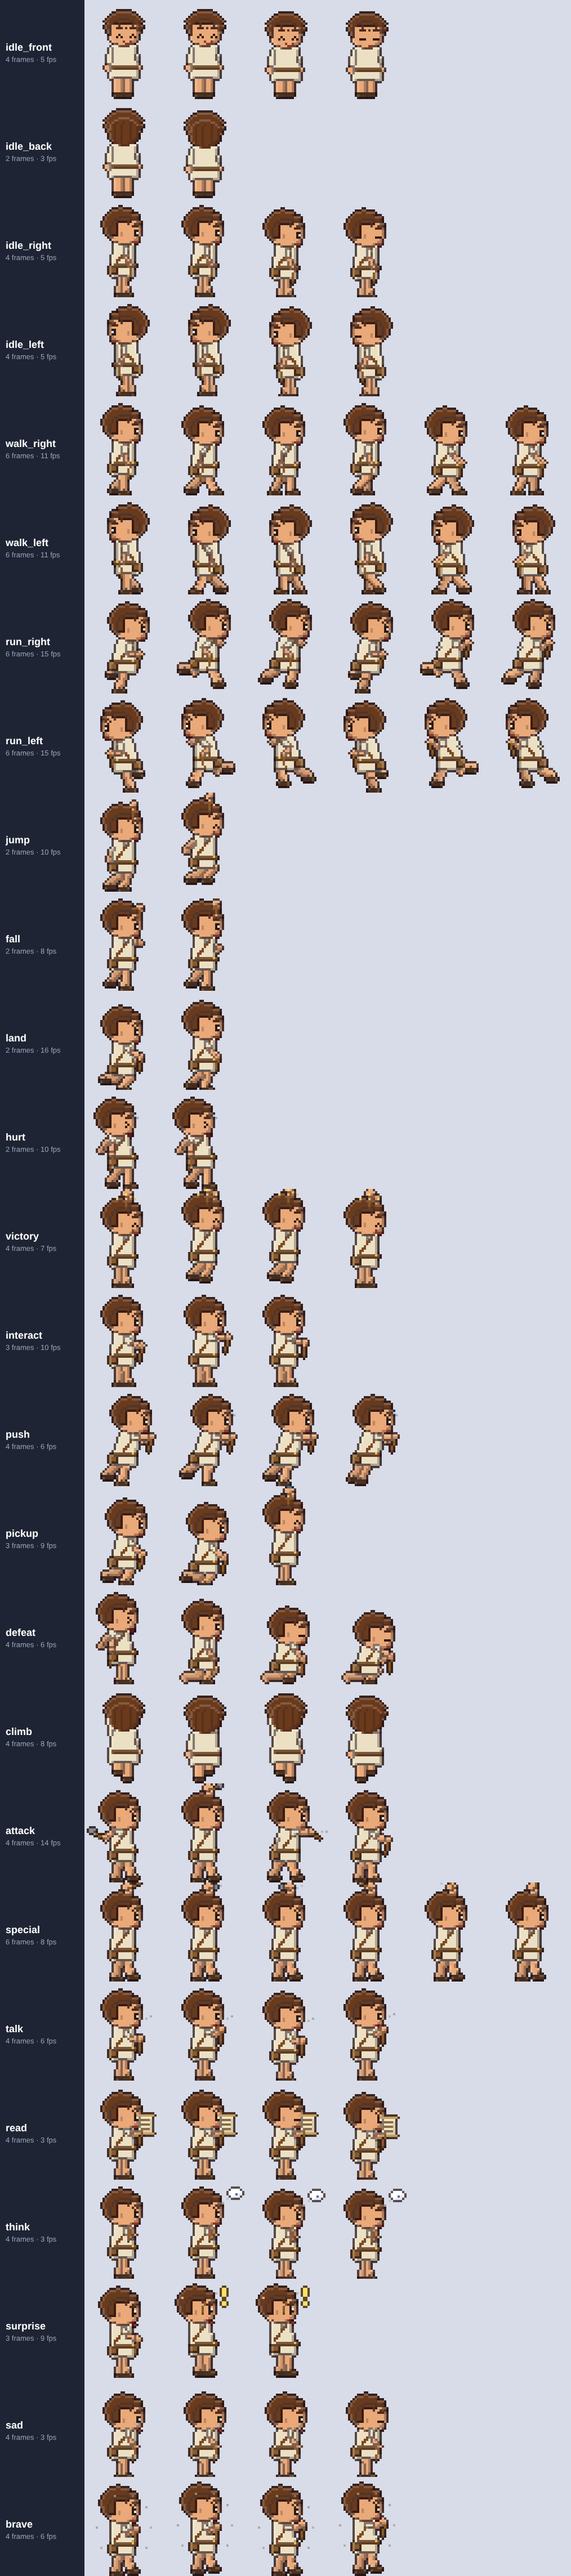 idle_front
4 frames · 5 fps
idle_back
2 frames · 3 fps
idle_right
4 frames · 5 fps
idle_left
4 frames · 5 fps
walk_right
6 frames · 11 fps
walk_left
6 frames · 11 fps
run_right
6 frames · 15 fps
run_left
6 frames · 15 fps
jump
2 frames · 10 fps
fall
2 frames · 8 fps
land
2 frames · 16 fps
hurt
2 frames · 10 fps
victory
4 frames · 7 fps
interact
3 frames · 10 fps
push
4 frames · 6 fps
pickup
3 frames · 9 fps
defeat
4 frames · 6 fps
climb
4 frames · 8 fps
attack
4 frames · 14 fps
special
6 frames · 8 fps
talk
4 frames · 6 fps
read
4 frames · 3 fps
think
4 frames · 3 fps
surprise
3 frames · 9 fps
sad
4 frames · 3 fps
brave
4 frames · 6 fps